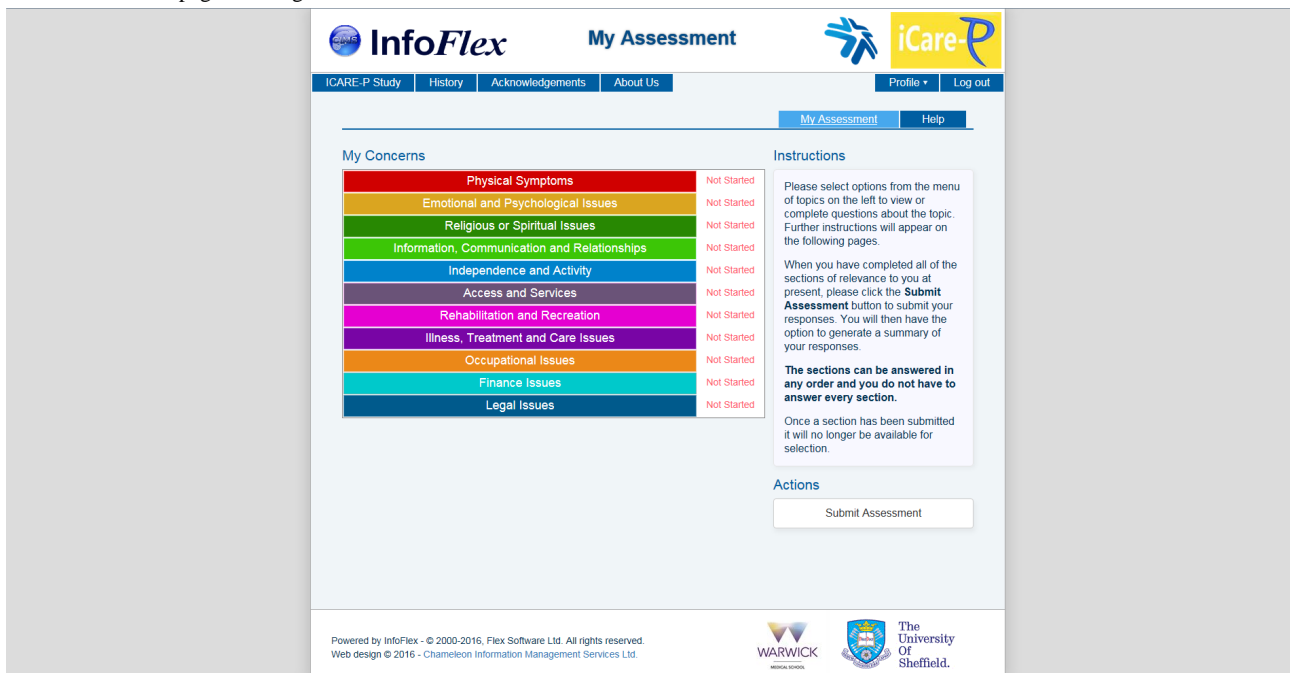 InfoFlex
My Assessment
iCare-P
ICARE-P Study
History
Acknowledgements
About Us
Profile
Log out
My Assessment
Help
My Concerns
Physical Symptoms Not Started
Emotional and Psychological Issues Not Started
Religious or Spiritual Issues Not Started
Information, Communication and Relationships Not Started
Independence and Activity Not Started
Access and Services Not Started
Rehabilitation and Recreation Not Started
Illness, Treatment and Care Issues Not Started
Occupational Issues Not Started
Finance Issues Not Started
Legal Issues Not Started
Instructions
Please select options from the menu
of topics on the left to view or
complete questions about the topic.
Further instructions will appear on
the following pages.
When you have completed all of the
sections of relevance to you at
present, please click the Submit
Assessment button to submit your
responses. You will then have the
option to generate a summary of
your responses.
The sections can be answered in
any order and you do not have to
answer every section.
Once a section has been submitted
it will no longer be available for
selection.
Actions
Submit Assessment
Powered by InfoFlex - © 2000-2016, Flex Software Ltd. All rights reserved.
Web design © 2016 - Chameleon Information Management Services Ltd.
WARWICK
MEDICAL SCHOOL
The
University
Of
Sheffield.